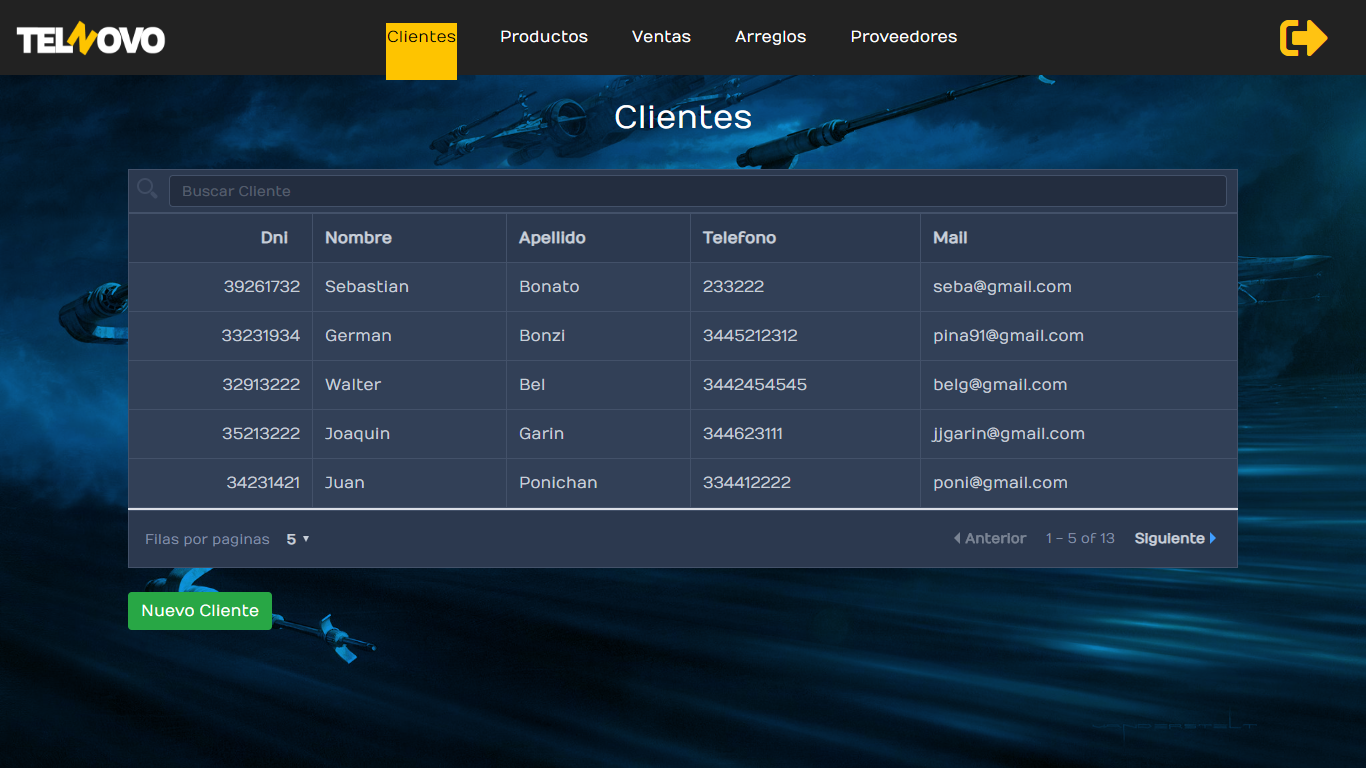 TELNOVO Clientes Productos Ventas Arreglos Proveedores
Clientes
Buscar Cliente
Dni Nombre Apellido Telefono Mail
39261732 Sebastian Bonato 233222 seba@gmail.com
33231934 German Bonzi 3445212312 pina91@gmail.com
32913222 Walter Bel 3442454545 belg@gmail.com
35213222 Joaquin Garin 344623111 jjgarin@gmail.com
34231421 Juan Ponichan 334412222 poni@gmail.com
Filas por paginas 5 Anterior 1 - 5 of 13 Siguiente
Nuevo Cliente